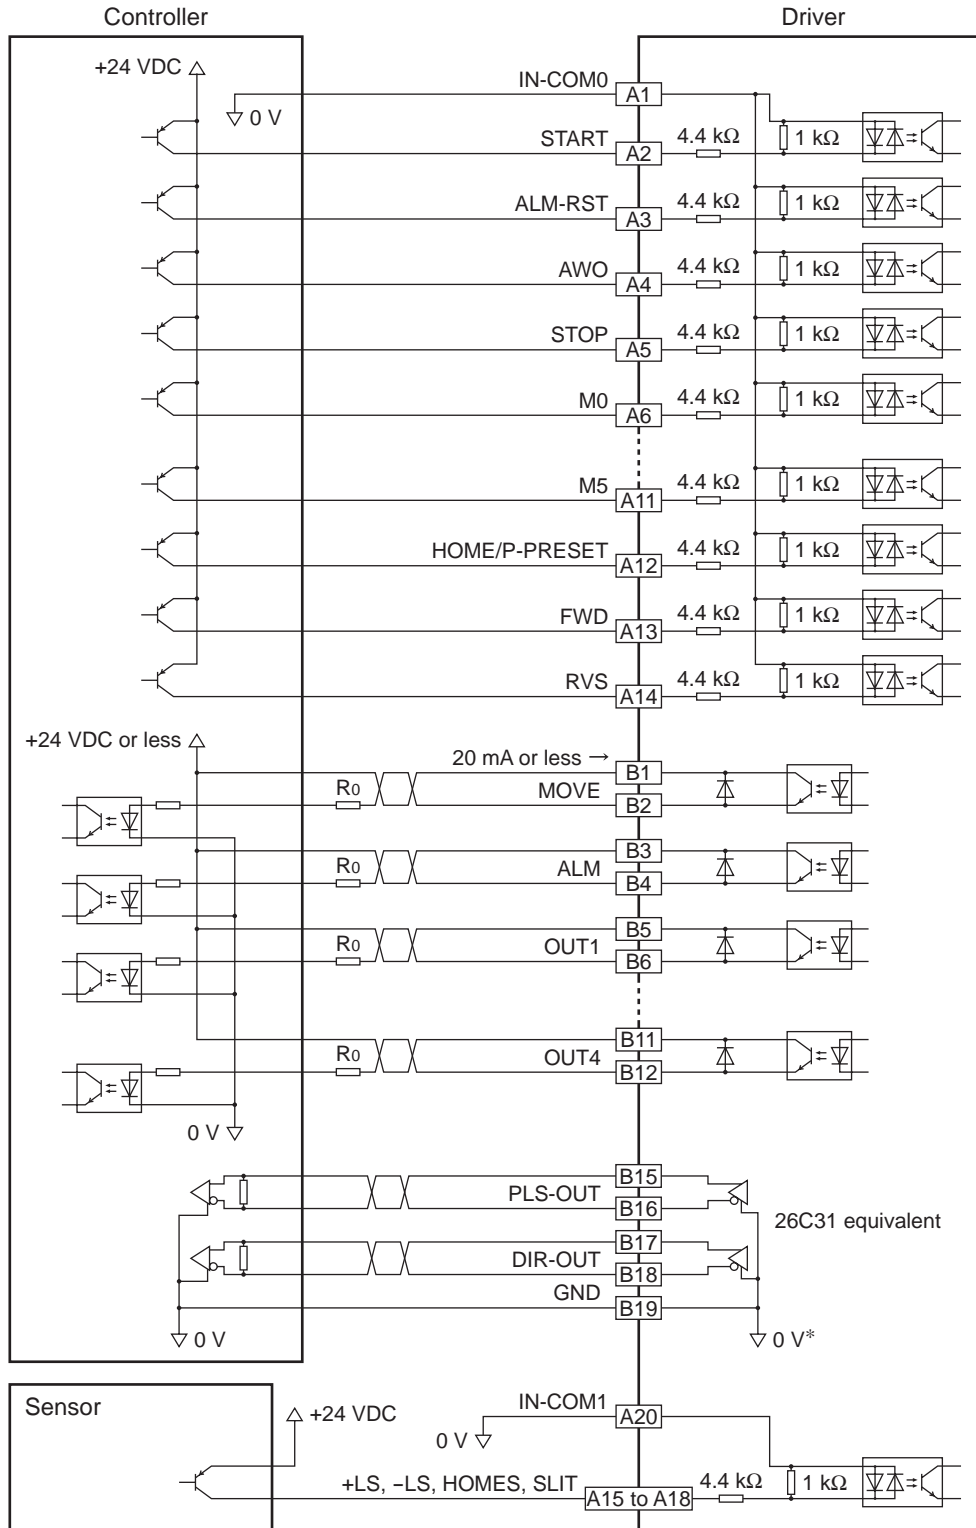 Controller
Driver
+24 VDC
IN-COM0
A1
0 V
START
A2
4.4 kΩ
1 kΩ
ALM-RST
A3
4.4 kΩ
1 kΩ
AWO
A4
4.4 kΩ
1 kΩ
STOP
A5
4.4 kΩ
1 kΩ
M0
A6
4.4 kΩ
1 kΩ
M5
A11
4.4 kΩ
1 kΩ
HOME/P-PRESET
A12
4.4 kΩ
1 kΩ
FWD
A13
4.4 kΩ
1 kΩ
RVS
A14
4.4 kΩ
1 kΩ
+24 VDC or less
20 mA or less →
B1
R0
MOVE
B2
B3
R0
ALM
B4
B5
R0
OUT1
B6
B11
R0
OUT4
B12
0 V
B15
PLS-OUT
B16
26C31 equivalent
B17
DIR-OUT
B18
GND
B19
0 V
0 V*
Sensor
+24 VDC
IN-COM1
A20
0 V
+LS, −LS, HOMES, SLIT
A15 to A18
4.4 kΩ
1 kΩ